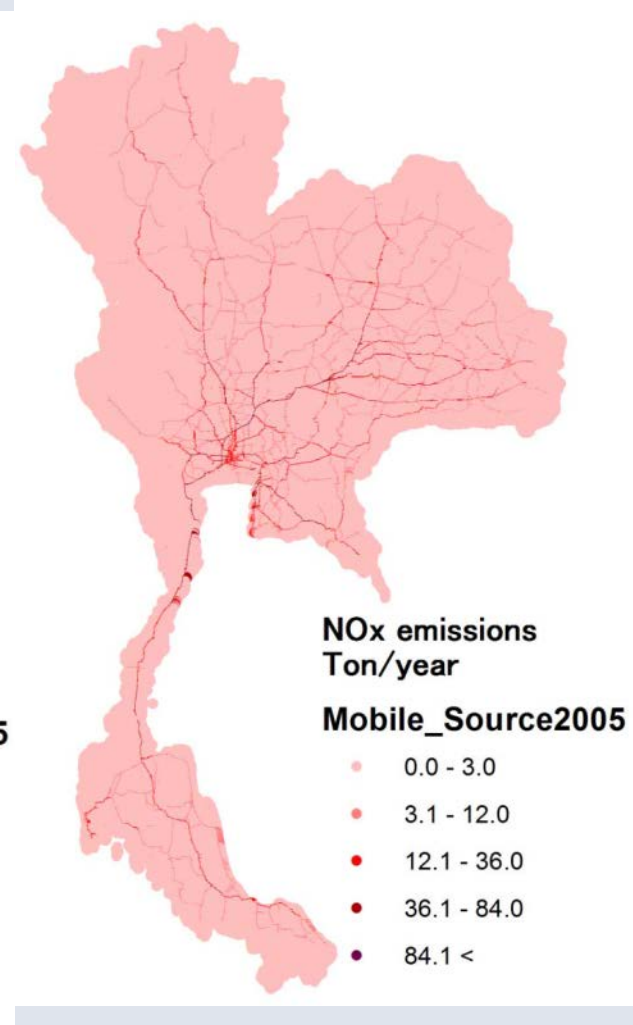 NOx emissions
Ton/year
Mobile_Source2005
5
0.0 - 3.0
3.1 - 12.0
12.1 - 36.0
36.1 - 84.0
84.1 <